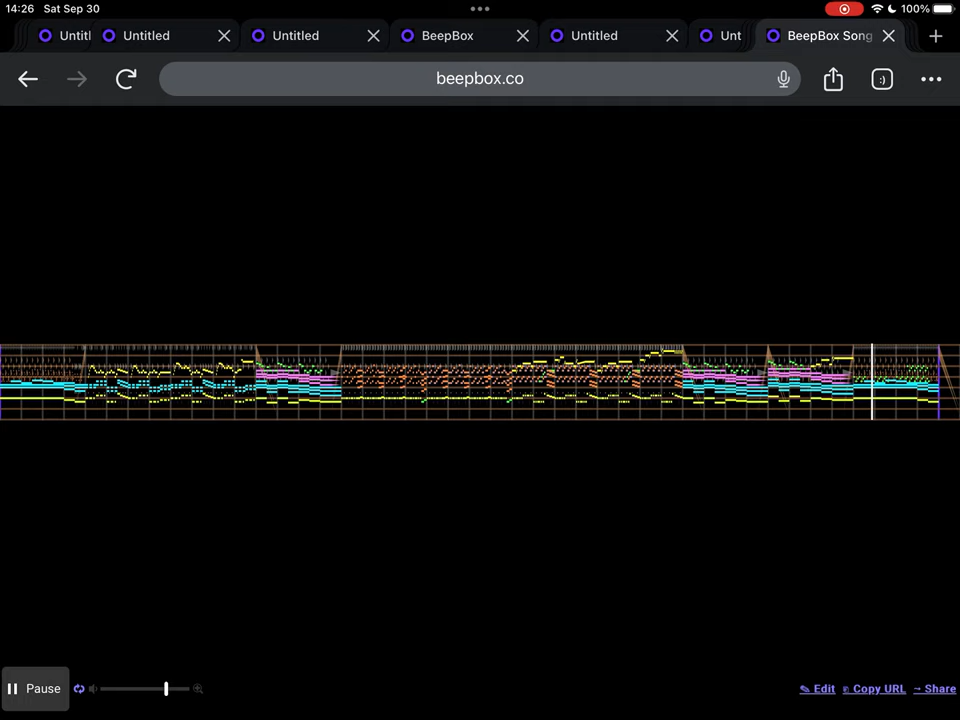 14:26 Sat Sep 30 100%
Untitl Untitled Untitled BeepBox Untitled Unt BeepBox Song
beepbox.co :)
Pause Edit Copy URL Share